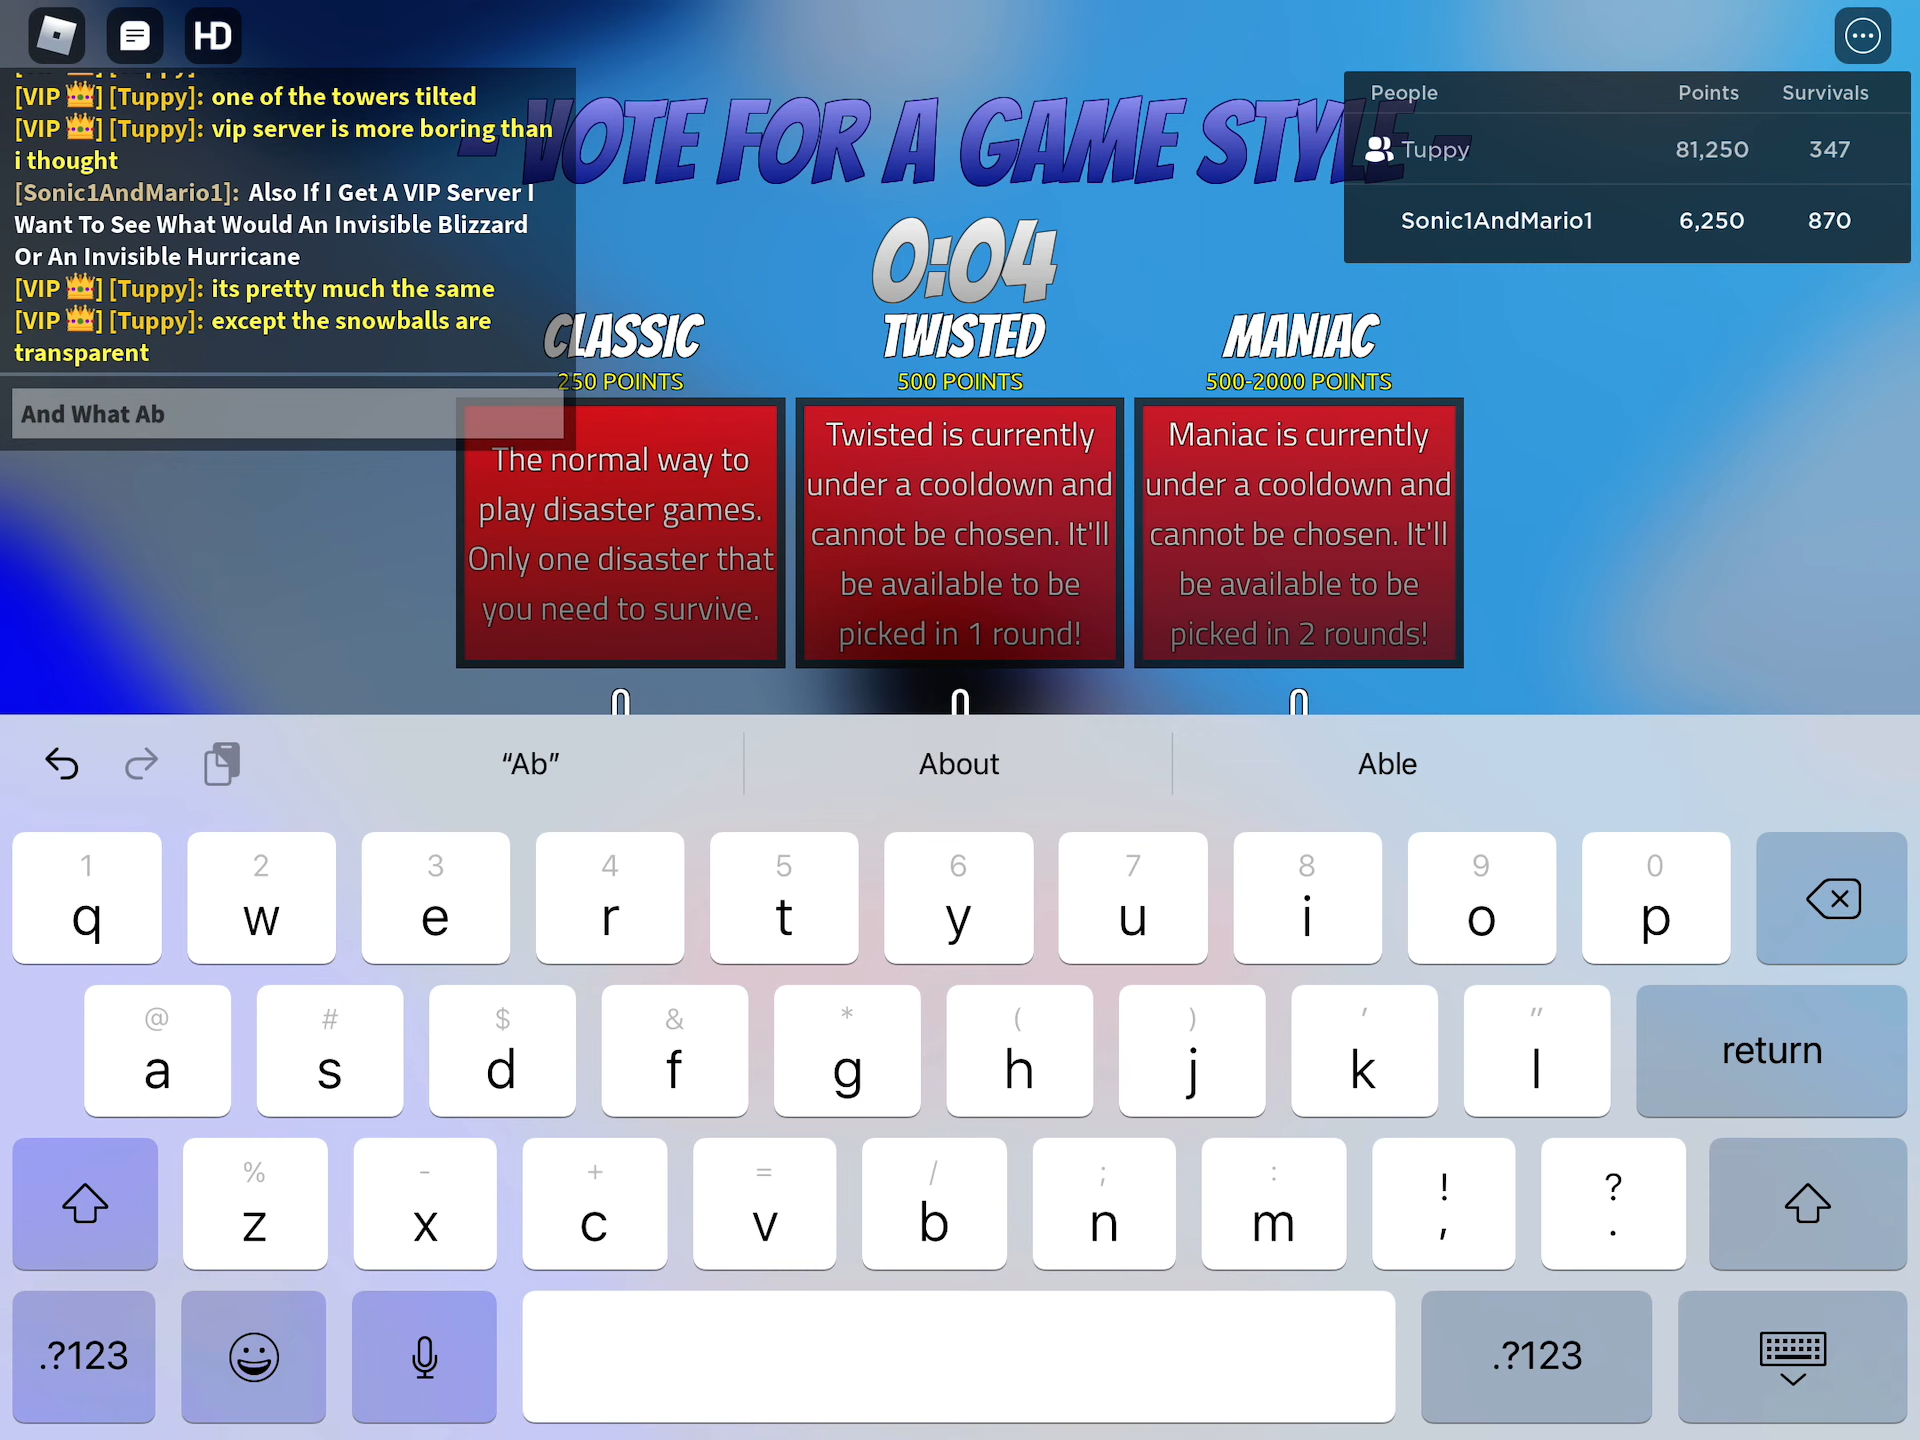 HD
[VIP 👑] [Tuppy]: one of the towers tilted
[VIP 👑] [Tuppy]: vip server is more boring than
i thought
[Sonic1AndMario1]: Also If I Get A VIP Server I
Want To See What Would An Invisible Blizzard
Or An Invisible Hurricane
[VIP 👑] [Tuppy]: its pretty much the same
[VIP 👑] [Tuppy]: except the snowballs are
transparent
And What Ab
- VOTE FOR A GAME STYLE -
0:04
People Points Survivals
Tuppy 81,250 347
Sonic1AndMario1 6,250 870
CLASSIC
250 POINTS
The normal way to
play disaster games.
Only one disaster that
you need to survive.
0
TWISTED
500 POINTS
Twisted is currently
under a cooldown and
cannot be chosen. It'll
be available to be
picked in 1 round!
0
MANIAC
500-2000 POINTS
Maniac is currently
under a cooldown and
cannot be chosen. It'll
be available to be
picked in 2 rounds!
0
“Ab” About Able
1 2 3 4 5 6 7 8 9 0
q w e r t y u i o p
@ # $ & * ( ) ' "
a s d f g h j k l return
% - + = / ; : ! ?
z x c v b n m , .
.?123 .?123